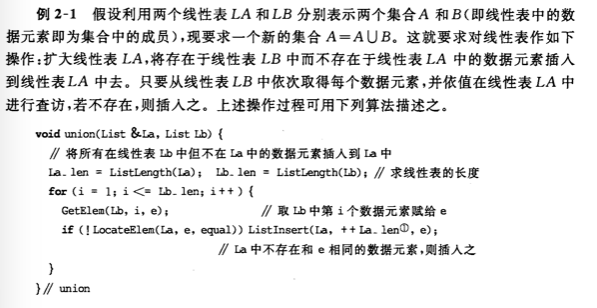 例 2-1 假设利用两个线性表 LA 和 LB 分别表示两个集合 A 和 B(即线性表中的数
据元素即为集合中的成员),现要求一个新的集合 A=A∪B。这就要求对线性表作如下
操作:扩大线性表 LA,将存在于线性表 LB 中而不存在于线性表 LA 中的数据元素插入
到线性表 LA 中去。只要从线性表 LB 中依次取得每个数据元素,并依值在线性表 LA 中
进行查访,若不存在,则插入之。上述操作过程可用下列算法描述之。
void union(List &La, List Lb) {
// 将所有在线性表 Lb 中但不在 La 中的数据元素插入到 La 中
La_len = ListLength(La); Lb_len = ListLength(Lb); // 求线性表的长度
for (i = 1; i <= Lb_len; i++) {
GetElem(Lb, i, e); // 取 Lb 中第 i 个数据元素赋给 e
if (!LocateElem(La, e, equal)) ListInsert(La, ++La_len①, e);
// La 中不存在和 e 相同的数据元素,则插入之
}
} // union